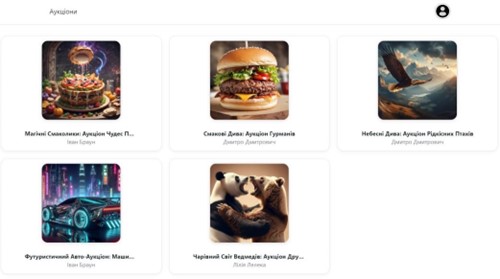 Аукціони
Магічні Смаколики: Аукціон Чудес П...
Іван Браун
Смакові Дива: Аукціон Гурманів
Дмитро Дмитрович
Небесні Дива: Аукціон Рідкісних Птахів
Дмитро Дмитрович
Футуристичний Авто-Аукціон: Маши...
Іван Браун
Чарівний Світ Ведмедів: Аукціон Дру...
Лілія Лелека